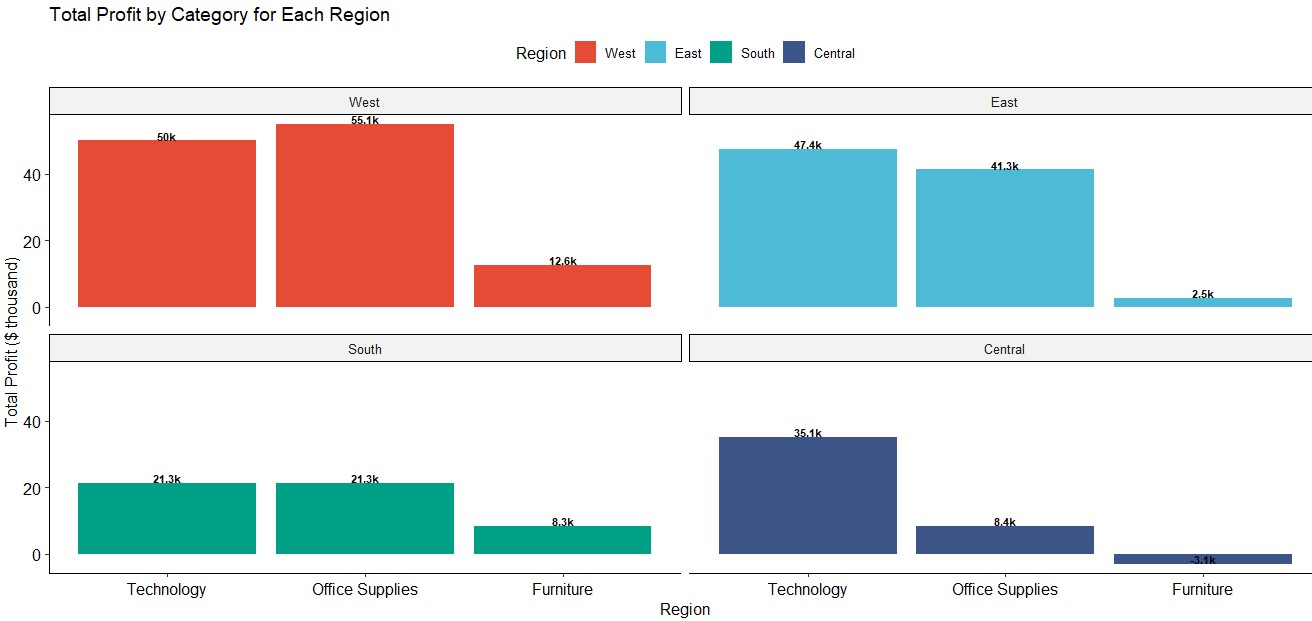 Total Profit by Category for Each Region
Region West East South Central
West East
50k 55.1k 12.6k 47.4k 41.3k 2.5k
40
20
0
South Central
21.3k 21.3k 8.3k 35.1k 8.4k -3.1k
40
20
0
Total Profit ($ thousand)
Technology Office Supplies Furniture Technology Office Supplies Furniture
Region